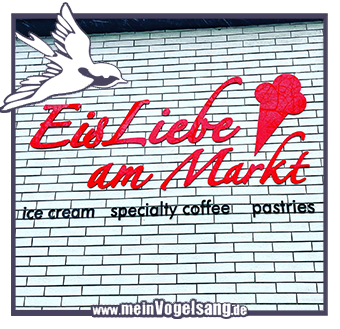 EisLiebe
am Markt
ice cream specialty coffee pastries
www.meinVogelsang.de